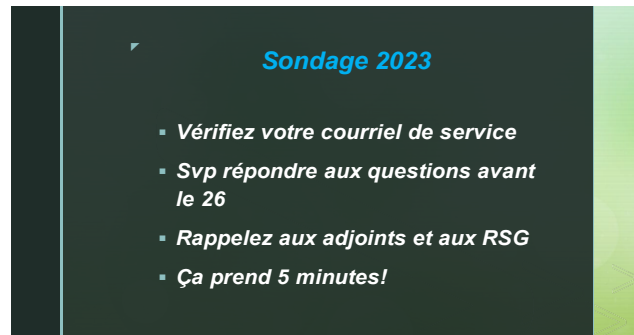 Sondage 2023
▪ Vérifiez votre courriel de service
▪ Svp répondre aux questions avant
le 26
▪ Rappelez aux adjoints et aux RSG
▪ Ça prend 5 minutes!